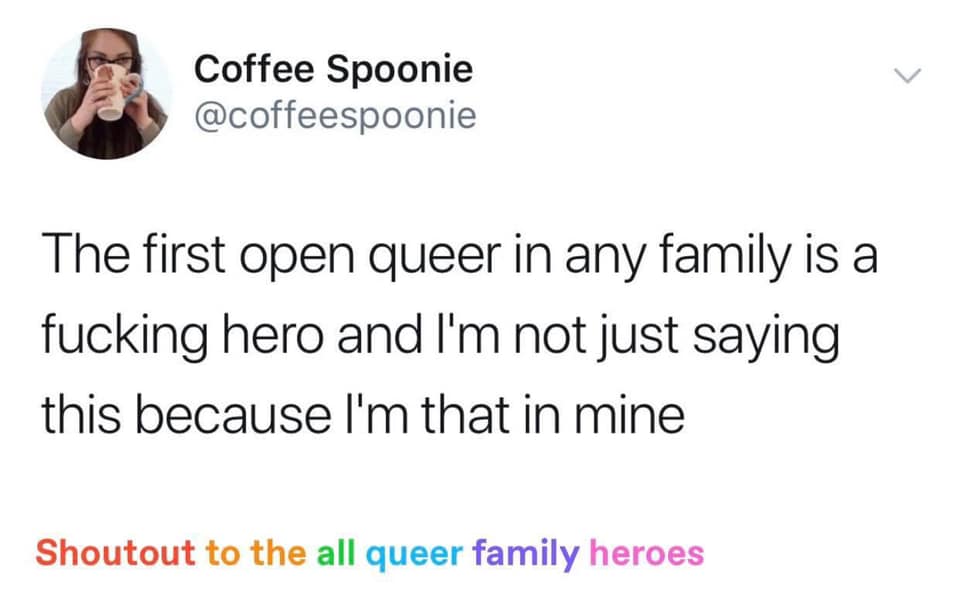 Coffee Spoonie
@coffeespoonie
The first open queer in any family is a
fucking hero and I'm not just saying
this because I'm that in mine
Shoutout to the all queer family heroes